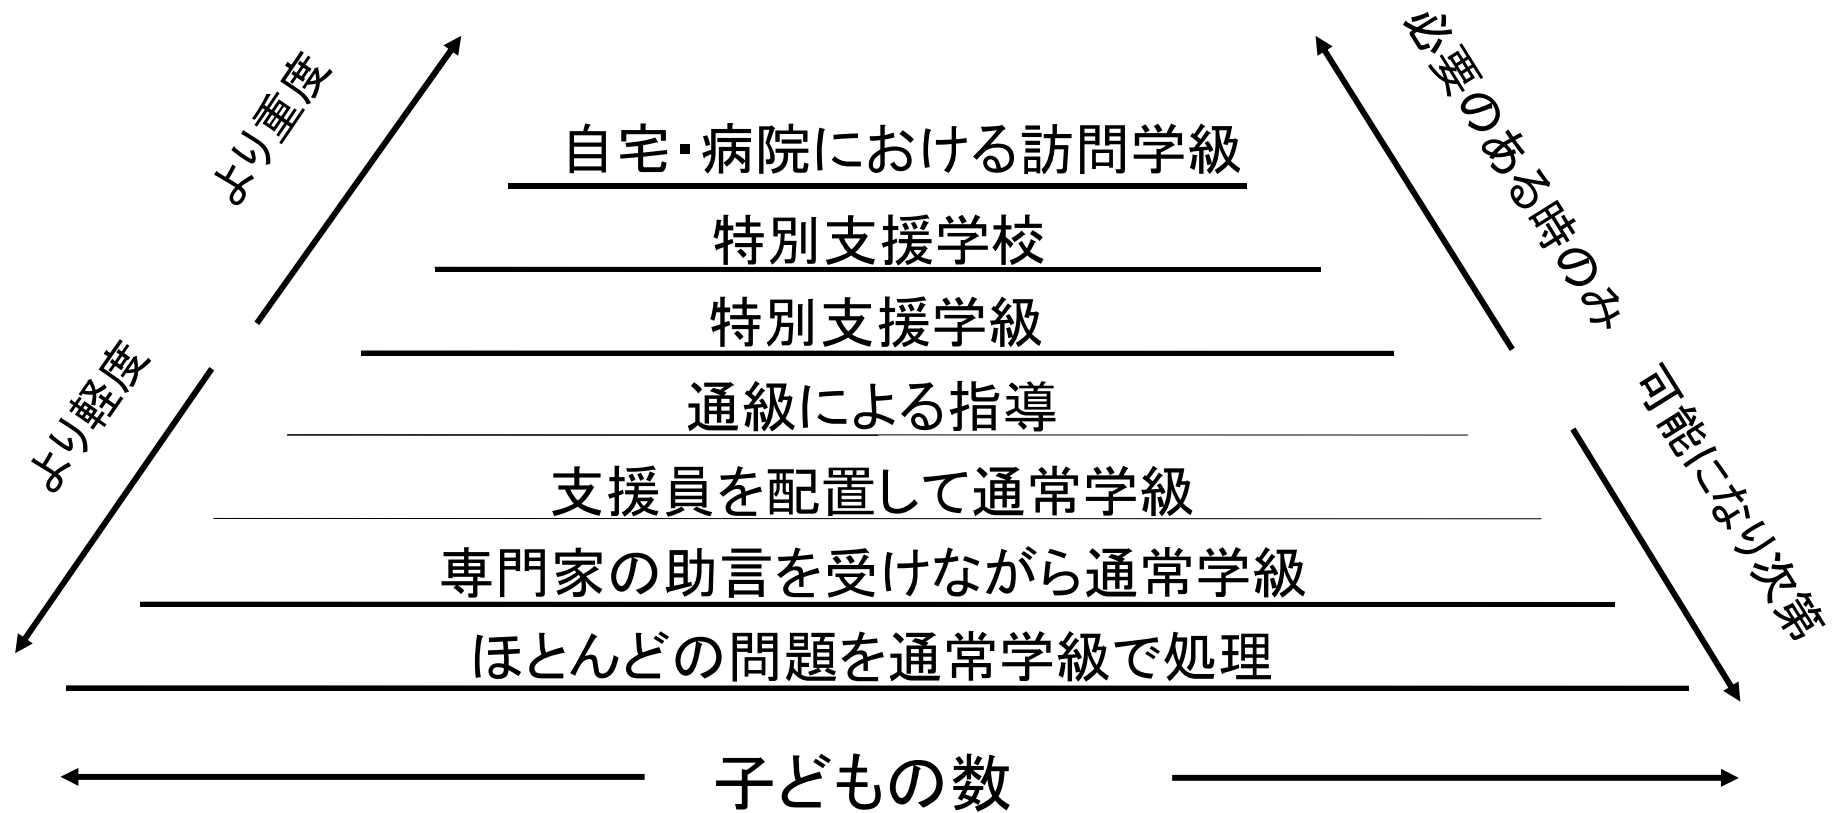 より重度
必要のある時のみ
自宅・病院における訪問学級
特別支援学校
特別支援学級
より軽度
可能になり次第
通級による指導
支援員を配置して通常学級
専門家の助言を受けながら通常学級
ほとんどの問題を通常学級で処理
子どもの数